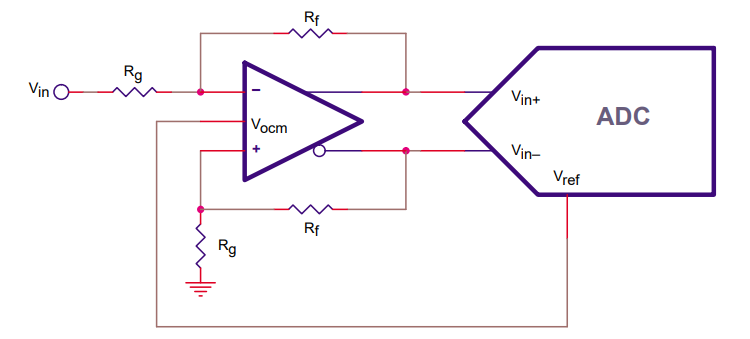 Rf
Rg
Vin
−
Vocm
+
Vin+
ADC
Vin–
Vref
Rf
Rg